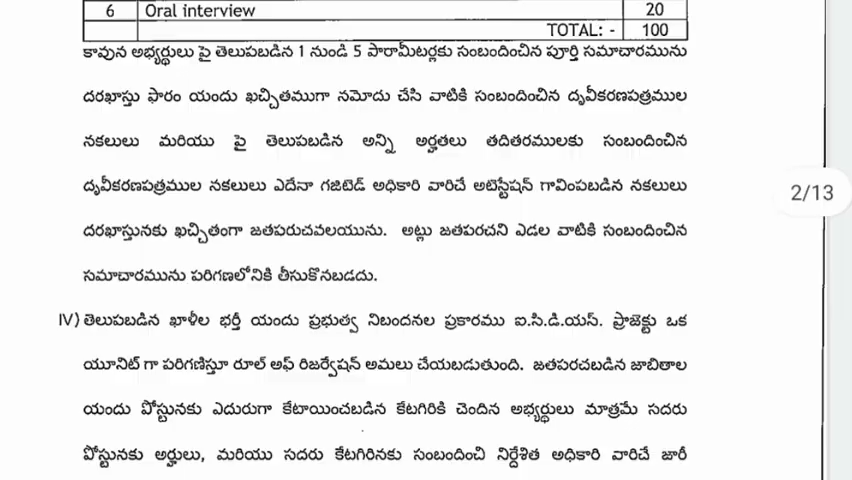 6 Oral interview 20
TOTAL: - 100
కావున అభ్యర్థులు పై తెలుపబడిన 1 నుండి 5 పారామీటర్లకు సంబందించిన పూర్తి సమాచారమును
దరఖాస్తు ఫారం యందు ఖచ్చితముగా నమోదు చేసి వాటికి సంబందించిన దృవీకరణపత్రముల
నకలులు మరియు పై తెలుపబడిన అన్ని అర్హతలు తదితరములకు సంబందించిన
దృవీకరణపత్రముల నకలులు ఎదేనా గజిటెడ్ అధికారి వారిచే అటెస్టేషన్ గావింపబడిన నకలులు
దరఖాస్తునకు ఖచ్చితంగా జతపరుచవలయును. అట్లు జతపరచని ఎడల వాటికి సంబందించిన
సమాచారమును పరిగణలోనికి తీసుకొనబడదు.
2/13
IV) తెలుపబడిన ఖాళీల భర్తీ యందు ప్రభుత్వ నిబందనల ప్రకారము ఐ.సి.డి.యస్. ప్రాజెక్టు ఒక
యూనిట్ గా పరిగణిస్తూ రూల్ అఫ్ రిజర్వేషన్ అమలు చేయబడుతుంది. జతపరచబడిన జాబితాల
యందు పోస్టునకు ఎదురుగా కేటాయించబడిన కేటగిరికి చెందిన అభ్యర్థులు మాత్రమే సదరు
పోస్టునకు అర్హులు, మరియు సదరు కేటగిరినకు సంబందించి నిర్దేశిత అధికారి వారిచే జారీ